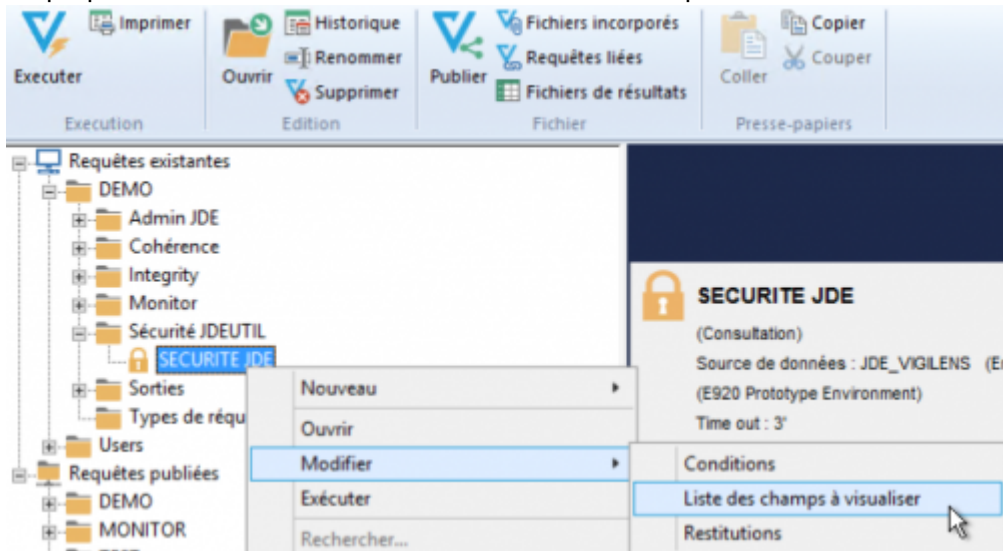 Imprimer
Executer
Execution
Ouvrir
Historique
Renommer
Supprimer
Edition
Publier
Fichiers incorporés
Requêtes liées
Fichiers de résultats
Fichier
Coller
Copier
Couper
Presse-papiers
Requêtes existantes
DEMO
Admin JDE
Cohérence
Integrity
Monitor
Sécurité JDEUTIL
SECURITE JDE
Sorties
Types de réqu
Users
Requêtes publiées
DEMO
MONITOR
SECURITE JDE
(Consultation)
Source de données : JDE_VIGILENS (E
(E920 Prototype Environment)
Time out : 3'
Nouveau
Ouvrir
Modifier
Exécuter
Rechercher...
Conditions
Liste des champs à visualiser
Restitutions